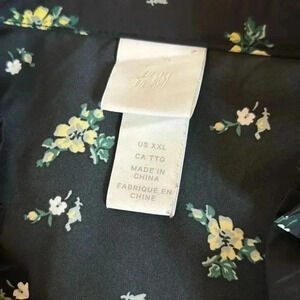 US XXL
CA TTG
MADE IN
CHINA
FABRIQUÉ EN
CHINE